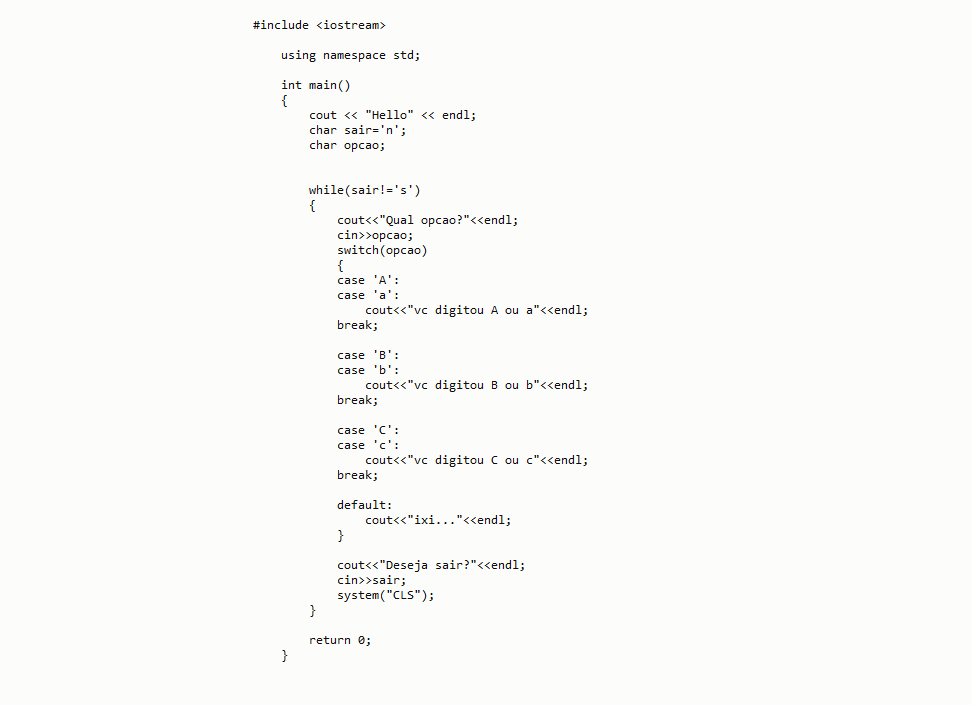 #include <iostream>
using namespace std;
int main()
{
cout << "Hello" << endl;
char sair='n';
char opcao;
while(sair!='s')
{
cout<<"Qual opcao?"<<endl;
cin>>opcao;
switch(opcao)
{
case 'A':
case 'a':
cout<<"vc digitou A ou a"<<endl;
break;
case 'B':
case 'b':
cout<<"vc digitou B ou b"<<endl;
break;
case 'C':
case 'c':
cout<<"vc digitou C ou c"<<endl;
break;
default:
cout<<"ixi..."<<endl;
}
cout<<"Deseja sair?"<<endl;
cin>>sair;
system("CLS");
}
return 0;
}